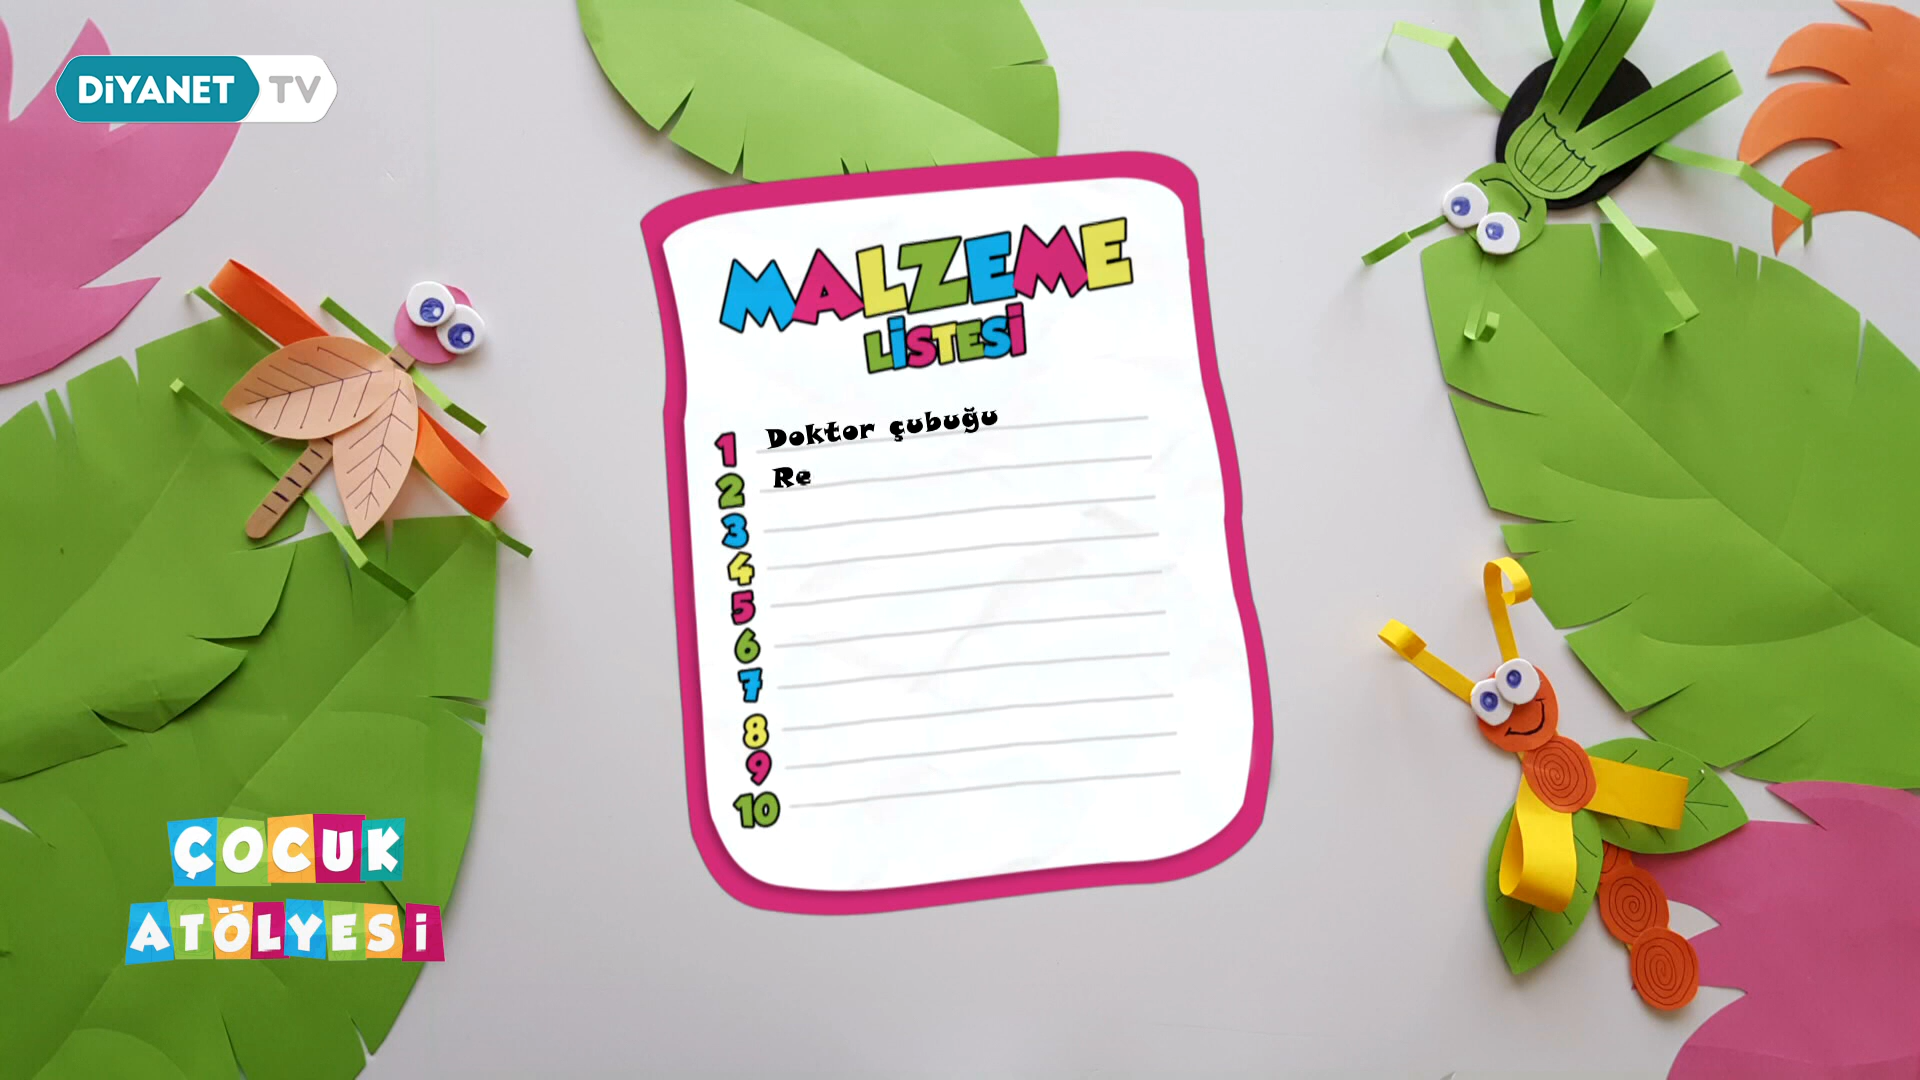 DİYANET TV
MALZEME
LİSTESİ
1 Doktor çubuğu
2 Re
3
4
5
6
7
8
9
10
ÇOCUK
ATÖLYESİ